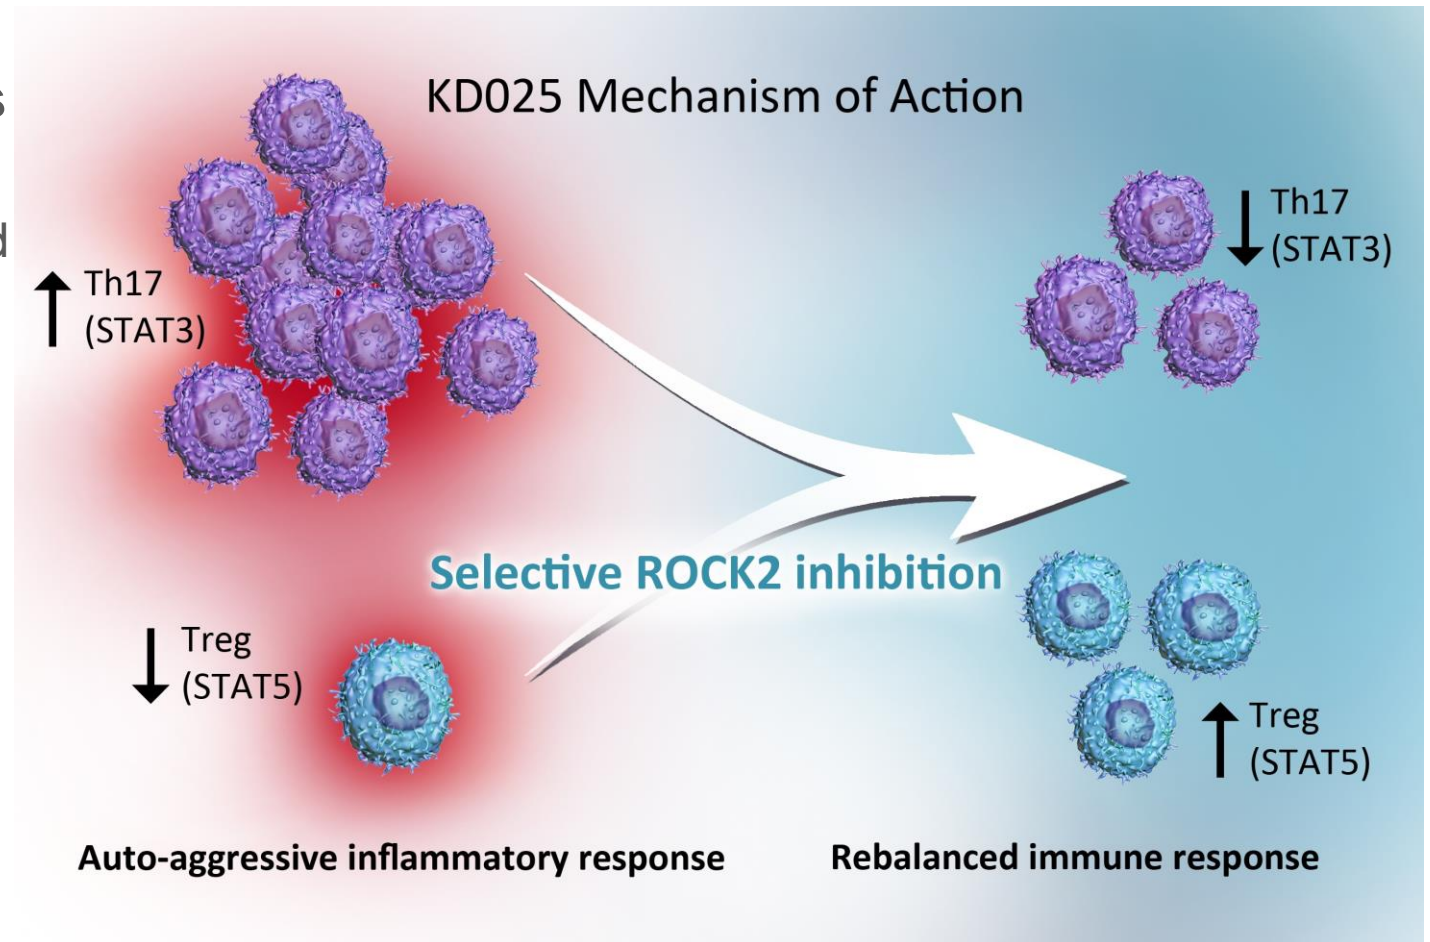 KD025 Mechanism of Action
Th17
(STAT3)
Th17
(STAT3)
Selective ROCK2 inhibition
Treg
(STAT5)
Treg
(STAT5)
Auto-aggressive inflammatory response
Rebalanced immune response